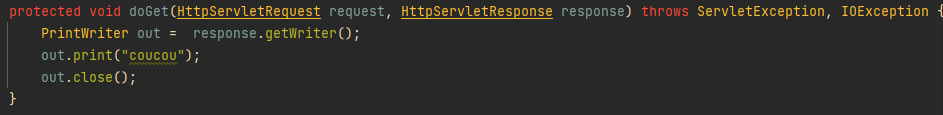 protected void doGet(HttpServletRequest request, HttpServletResponse response) throws ServletException, IOException {
    PrintWriter out =  response.getWriter();
    out.print("coucou");
    out.close();
}